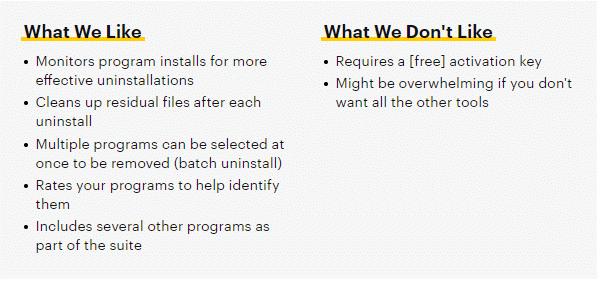 What We Like
Monitors program installs for more
effective uninstallations
Cleans up residual files after each
uninstall
Multiple programs can be selected at
once to be removed (batch uninstall)
Rates your programs to help identify
them
Includes several other programs as
part of the suite
What We Don't Like
Requires a [free] activation key
Might be overwhelming if you don't
want all the other tools